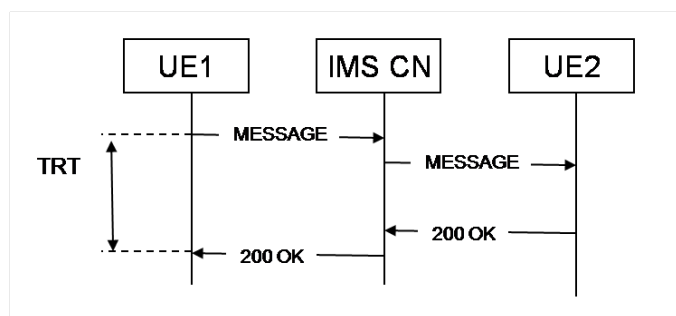 UE1
IMS CN
UE2
MESSAGE
TRT
MESSAGE
200 OK
200 OK